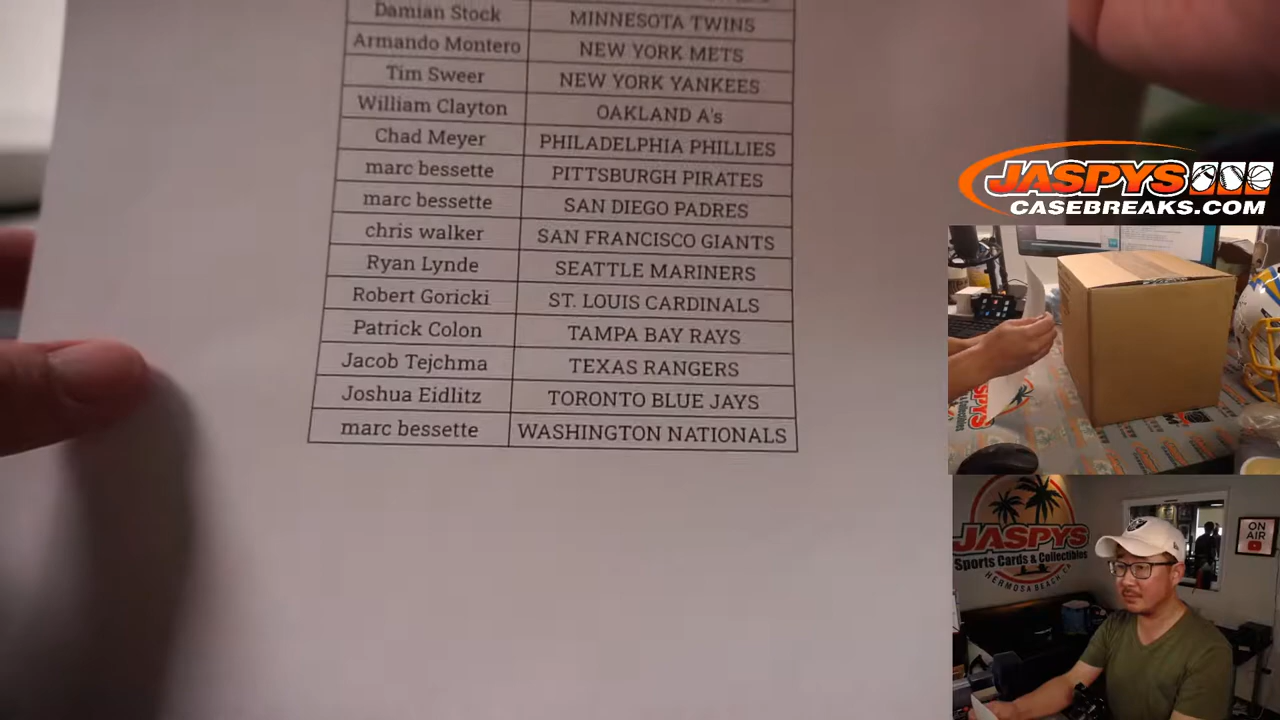 Damian Stock MINNESOTA TWINS
Armando Montero NEW YORK METS
Tim Sweer NEW YORK YANKEES
William Clayton OAKLAND A's
Chad Meyer PHILADELPHIA PHILLIES
marc bessette PITTSBURGH PIRATES
marc bessette SAN DIEGO PADRES
chris walker SAN FRANCISCO GIANTS
Ryan Lynde SEATTLE MARINERS
Robert Goricki ST. LOUIS CARDINALS
Patrick Colon TAMPA BAY RAYS
Jacob Tejchma TEXAS RANGERS
Joshua Eidlitz TORONTO BLUE JAYS
marc bessette WASHINGTON NATIONALS
JASPYS
CASEBREAKS.COM
JASPYS
Sports Cards & Collectibles
HERMOSA BEACH, CA
ON
AIR